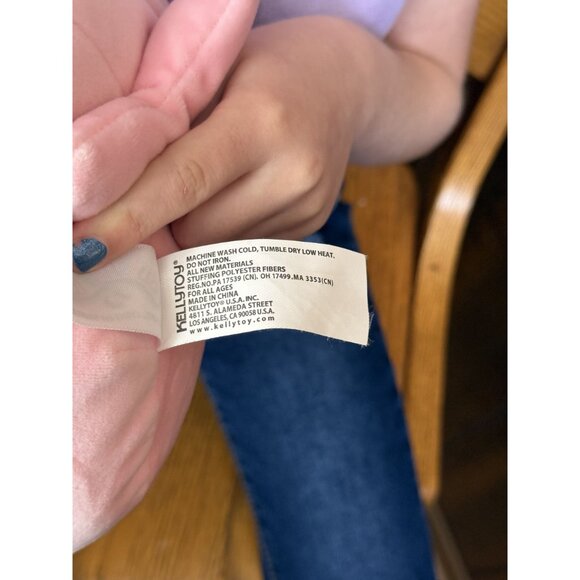 KELLYTOY®
MACHINE WASH COLD, TUMBLE DRY LOW HEAT.
DO NOT IRON.
ALL NEW MATERIALS
STUFFING POLYESTER FIBERS
REG.NO.PA 17539 (CN). OH 17499.MA 3353(CN)
FOR ALL AGES
MADE IN CHINA
KELLYTOY® U.S.A. INC.
4811 S. ALAMEDA STREET
LOS ANGELES, CA 90058 U.S.A.
www.kellytoy.com